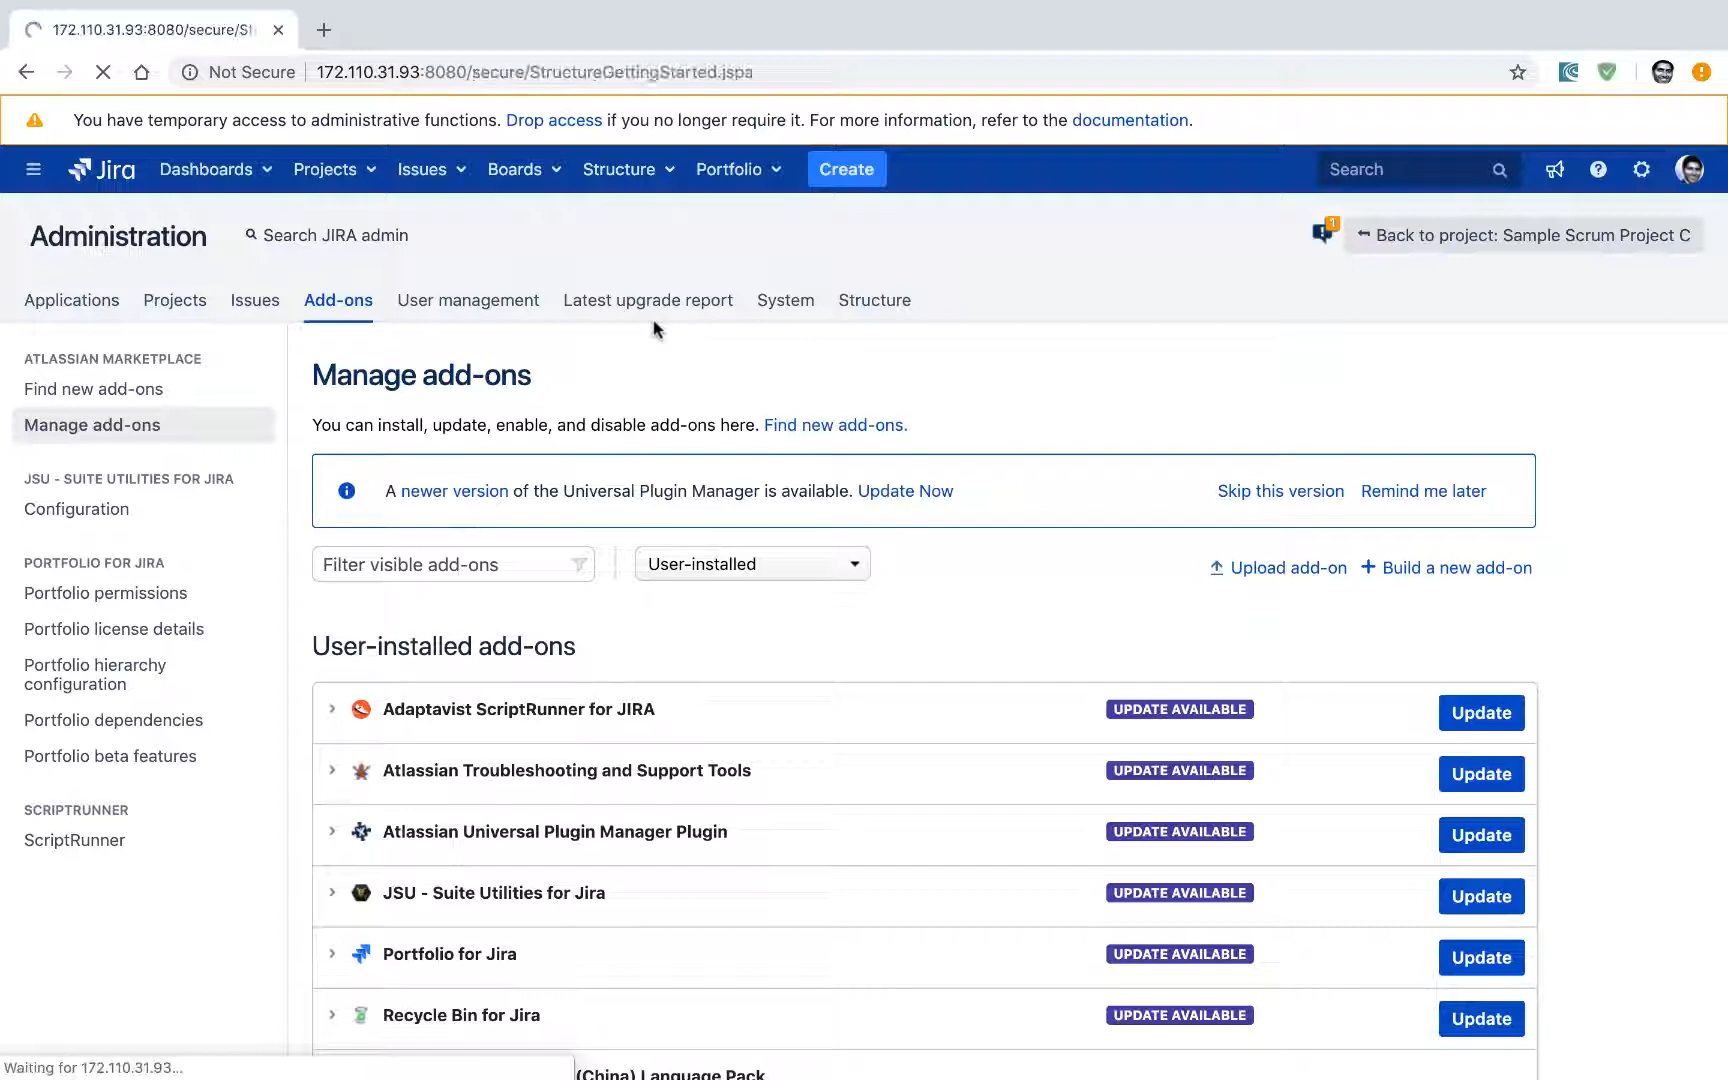 172.110.31.93:8080/secure/St
Not Secure 172.110.31.93:8080/secure/StructureGettingStarted.jspa
You have temporary access to administrative functions. Drop access if you no longer require it. For more information, refer to the documentation.
Jira Dashboards Projects Issues Boards Structure Portfolio Create Search
Administration Search JIRA admin 1 Back to project: Sample Scrum Project C
Applications Projects Issues Add-ons User management Latest upgrade report System Structure
ATLASSIAN MARKETPLACE
Find new add-ons
Manage add-ons
JSU - SUITE UTILITIES FOR JIRA
Configuration
PORTFOLIO FOR JIRA
Portfolio permissions
Portfolio license details
Portfolio hierarchy
configuration
Portfolio dependencies
Portfolio beta features
SCRIPTRUNNER
ScriptRunner
Manage add-ons
You can install, update, enable, and disable add-ons here. Find new add-ons.
A newer version of the Universal Plugin Manager is available. Update Now Skip this version Remind me later
Filter visible add-ons User-installed Upload add-on Build a new add-on
User-installed add-ons
Adaptavist ScriptRunner for JIRA UPDATE AVAILABLE Update
Atlassian Troubleshooting and Support Tools UPDATE AVAILABLE Update
Atlassian Universal Plugin Manager Plugin UPDATE AVAILABLE Update
JSU - Suite Utilities for Jira UPDATE AVAILABLE Update
Portfolio for Jira UPDATE AVAILABLE Update
Recycle Bin for Jira UPDATE AVAILABLE Update
(China) Language Pack
Waiting for 172.110.31.93...